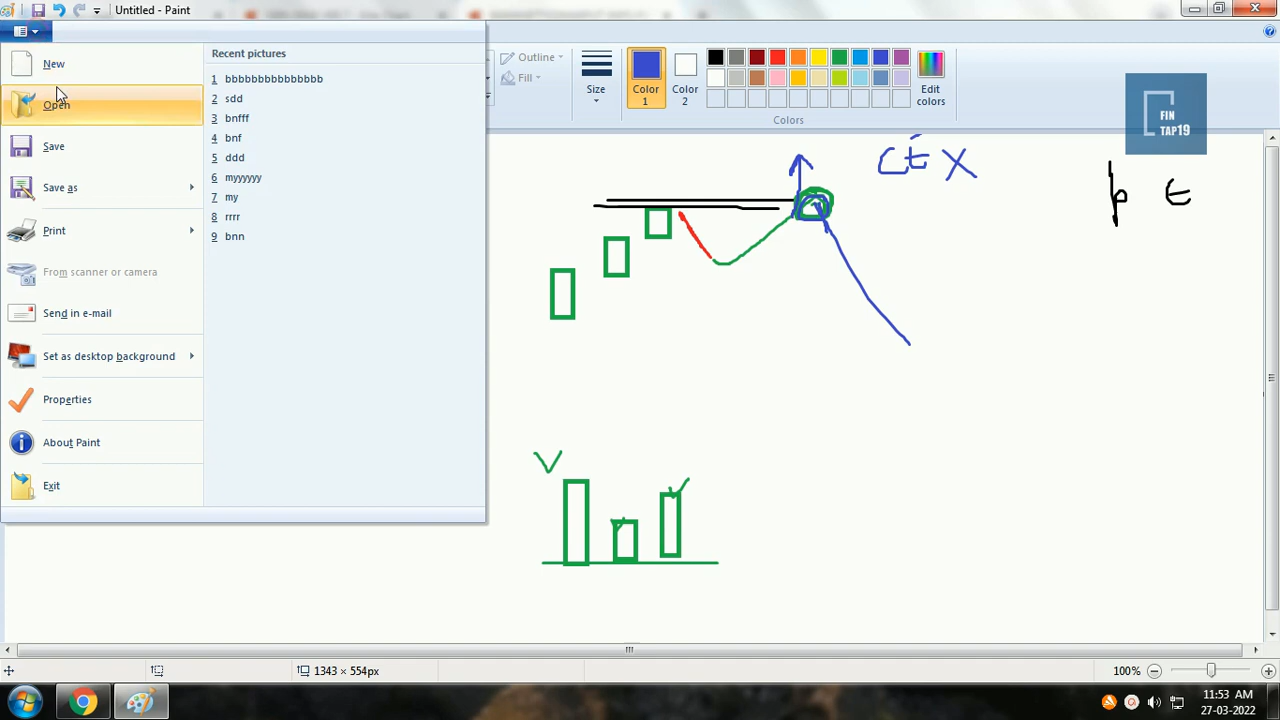 Untitled - Paint
New
Open
Save
Save as
Print
From scanner or camera
Send in e-mail
Set as desktop background
Properties
About Paint
Exit
Recent pictures
1 bbbbbbbbbbbbbbb
2 sdd
3 bnfff
4 bnf
5 ddd
6 myyyyyy
7 my
8 rrrr
9 bnn
Outline
Fill
Size
Color 1
Color 2
Edit colors
Colors
FIN
TAP19
CE X
P E
1343 × 554px
100%
11:53 AM
27-03-2022